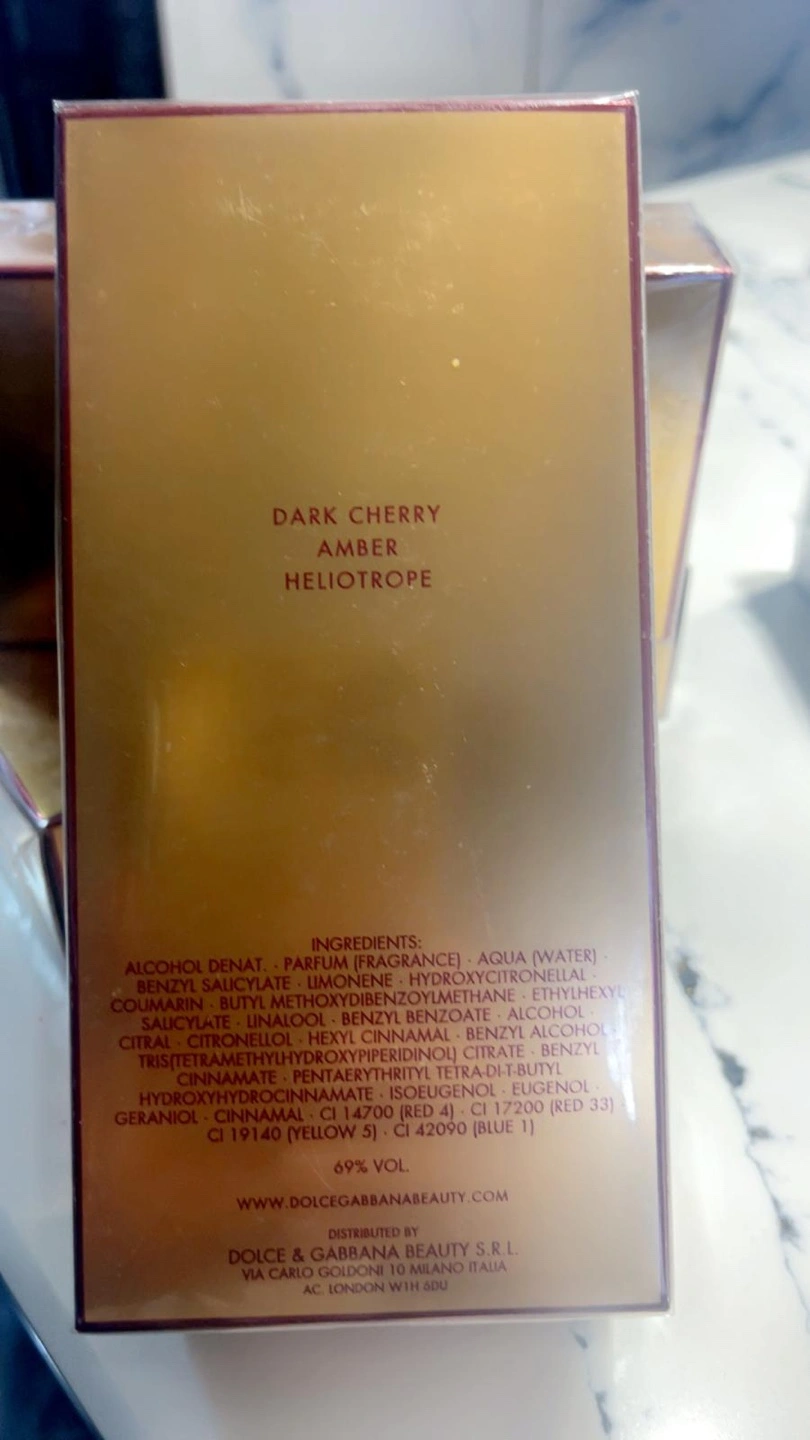 DARK CHERRY
AMBER
HELIOTROPE
INGREDIENTS:
ALCOHOL DENAT. · PARFUM (FRAGRANCE) · AQUA (WATER) ·
BENZYL SALICYLATE · LIMONENE · HYDROXYCITRONELLAL ·
COUMARIN · BUTYL METHOXYDIBENZOYLMETHANE · ETHYLHEXYL
SALICYLATE · LINALOOL · BENZYL BENZOATE · ALCOHOL ·
CITRAL · CITRONELLOL · HEXYL CINNAMAL · BENZYL ALCOHOL ·
TRIS(TETRAMETHYLHYDROXYPIPERIDINOL) CITRATE · BENZYL
CINNAMATE · PENTAERYTHRITYL TETRA-DI-T-BUTYL
HYDROXYHYDROCINNAMATE · ISOEUGENOL · EUGENOL ·
GERANIOL · CINNAMAL · CI 14700 (RED 4) · CI 17200 (RED 33) ·
CI 19140 (YELLOW 5) · CI 42090 (BLUE 1)
69% VOL.
WWW.DOLCEGABBANABEAUTY.COM
DISTRIBUTED BY
DOLCE & GABBANA BEAUTY S.R.L.
VIA CARLO GOLDONI 10 MILANO ITALIA
AC. LONDON W1H 6DU